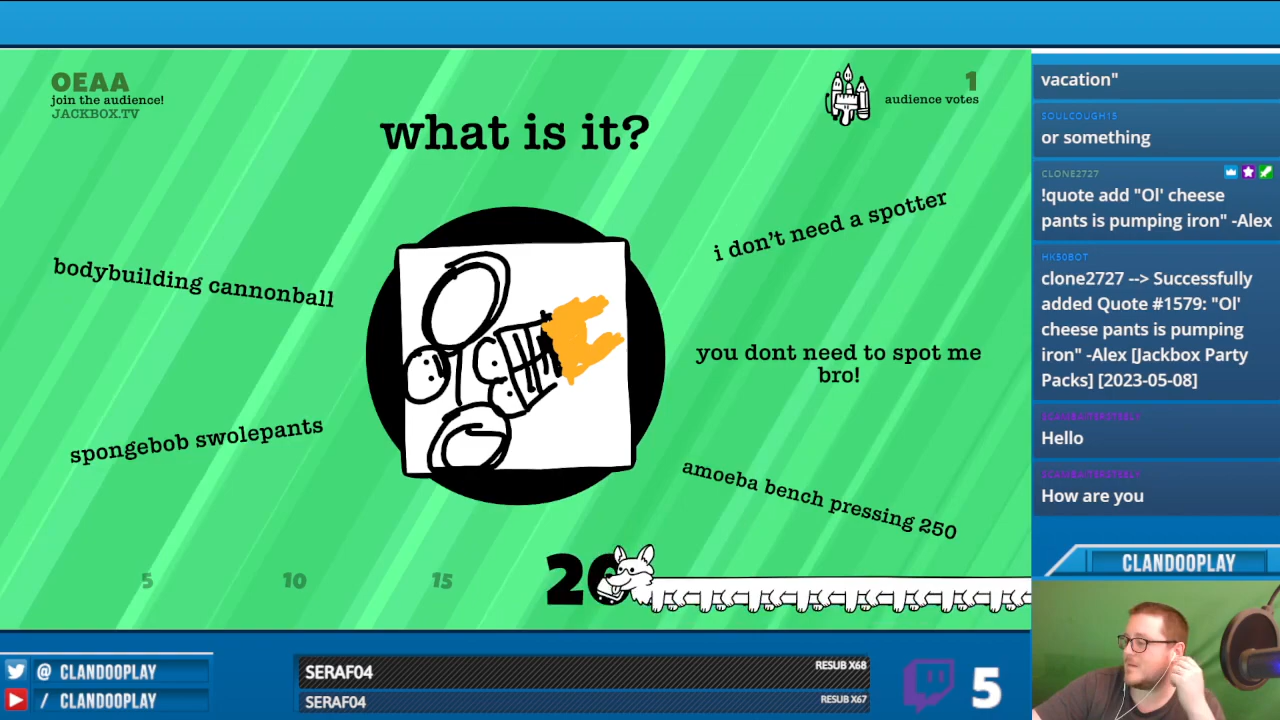 OEAA
join the audience!
JACKBOX.TV
1
audience votes
what is it?
i don't need a spotter
bodybuilding cannonball
you dont need to spot me
bro!
spongebob swolepants
amoeba bench pressing 250
5
10
15
20
vacation"
SOULCOUGH15
or something
CLONE2727
!quote add "Ol' cheese
pants is pumping iron" -Alex
HK50BOT
clone2727 --> Successfully
added Quote #1579: "Ol'
cheese pants is pumping
iron" -Alex [Jackbox Party
Packs] [2023-05-08]
SCAMBAITERSTEELY
Hello
SCAMBAITERSTEELY
How are you
CLANDOOPLAY
@ CLANDOOPLAY
/ CLANDOOPLAY
SERAF04
RESUB X68
SERAF04
RESUB X67
5